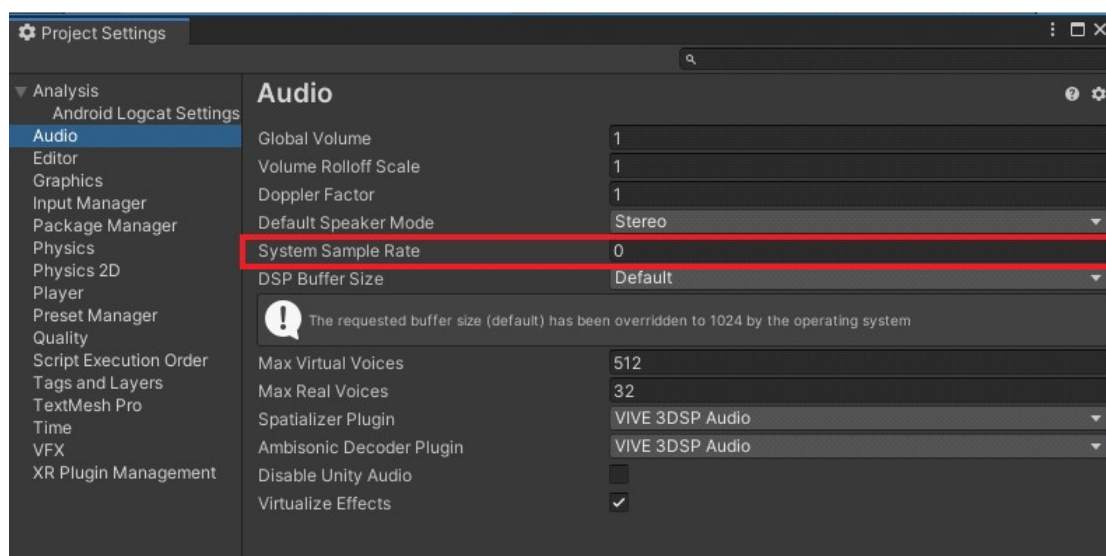 Project Settings
Analysis
Android Logcat Settings
Audio
Editor
Graphics
Input Manager
Package Manager
Physics
Physics 2D
Player
Preset Manager
Quality
Script Execution Order
Tags and Layers
TextMesh Pro
Time
VFX
XR Plugin Management
Audio
Global Volume 1
Volume Rolloff Scale 1
Doppler Factor 1
Default Speaker Mode Stereo
System Sample Rate 0
DSP Buffer Size Default
The requested buffer size (default) has been overridden to 1024 by the operating system
Max Virtual Voices 512
Max Real Voices 32
Spatializer Plugin VIVE 3DSP Audio
Ambisonic Decoder Plugin VIVE 3DSP Audio
Disable Unity Audio
Virtualize Effects